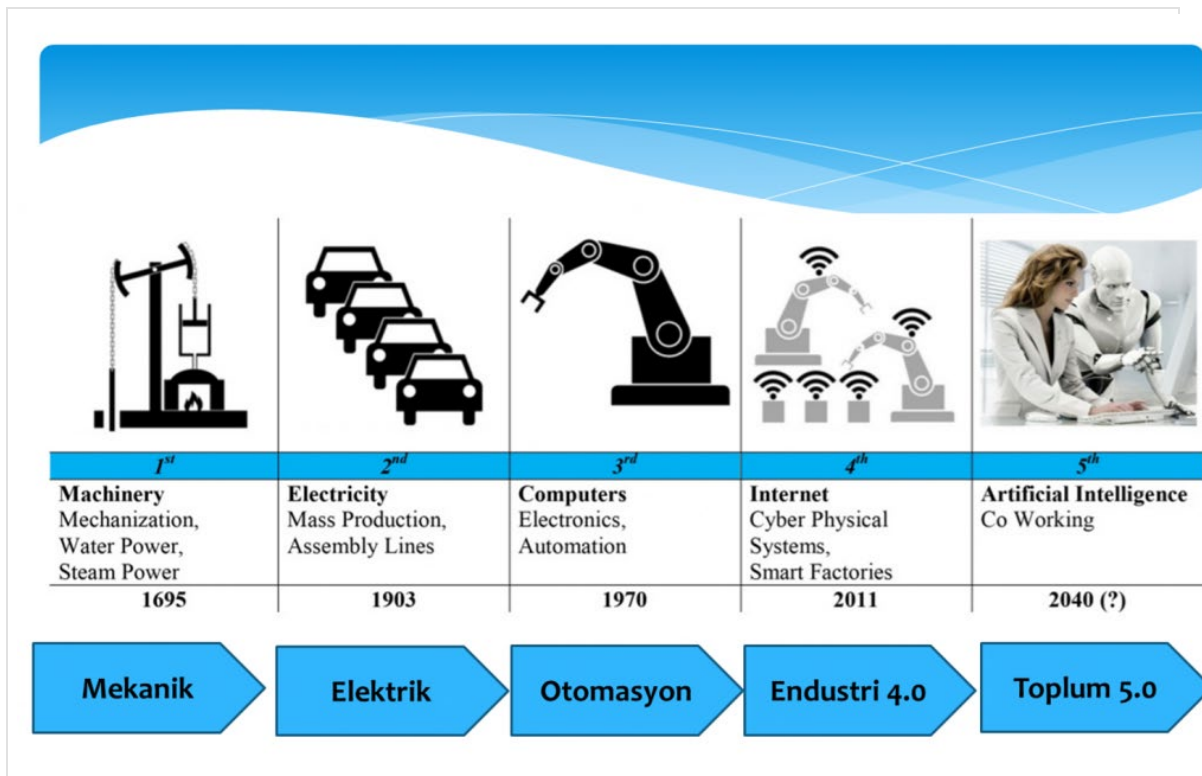 1st
2nd
3rd
4th
5th
Machinery
Mechanization,
Water Power,
Steam Power
Electricity
Mass Production,
Assembly Lines
Computers
Electronics,
Automation
Internet
Cyber Physical
Systems,
Smart Factories
Artificial Intelligence
Co Working
1695
1903
1970
2011
2040 (?)
Mekanik
Elektrik
Otomasyon
Endustri 4.0
Toplum 5.0